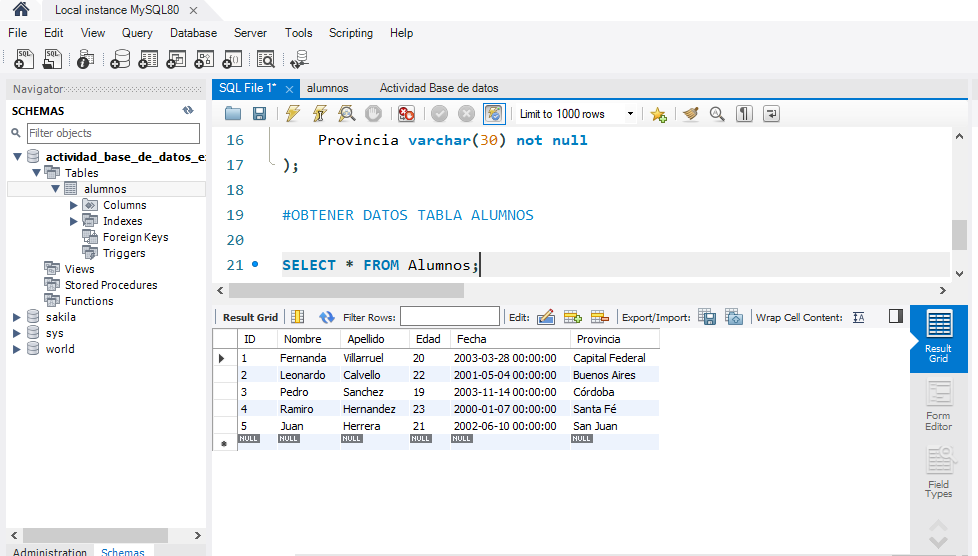 Local instance MySQL80 ×
File Edit View Query Database Server Tools Scripting Help
SQL SQL
Navigator
SQL File 1* × alumnos Actividad Base de datos
SCHEMAS
Filter objects
Limit to 1000 rows
actividad_base_de_datos_e
Tables
alumnos
Columns
Indexes
Foreign Keys
Triggers
Views
Stored Procedures
Functions
sakila
sys
world
16 Provincia varchar(30) not null
17 );
18
19 #OBTENER DATOS TABLA ALUMNOS
20
21 SELECT * FROM Alumnos;
Result Grid Filter Rows: Edit: Export/Import: Wrap Cell Content: IA
ID Nombre Apellido Edad Fecha Provincia
1 Fernanda Villarruel 20 2003-03-28 00:00:00 Capital Federal
2 Leonardo Calvello 22 2001-05-04 00:00:00 Buenos Aires
3 Pedro Sanchez 19 2003-11-14 00:00:00 Córdoba
4 Ramiro Hernandez 23 2000-01-07 00:00:00 Santa Fé
5 Juan Herrera 21 2002-06-10 00:00:00 San Juan
NULL NULL NULL NULL NULL NULL
Result
Grid
Form
Editor
Field
Types
Administration Schemas